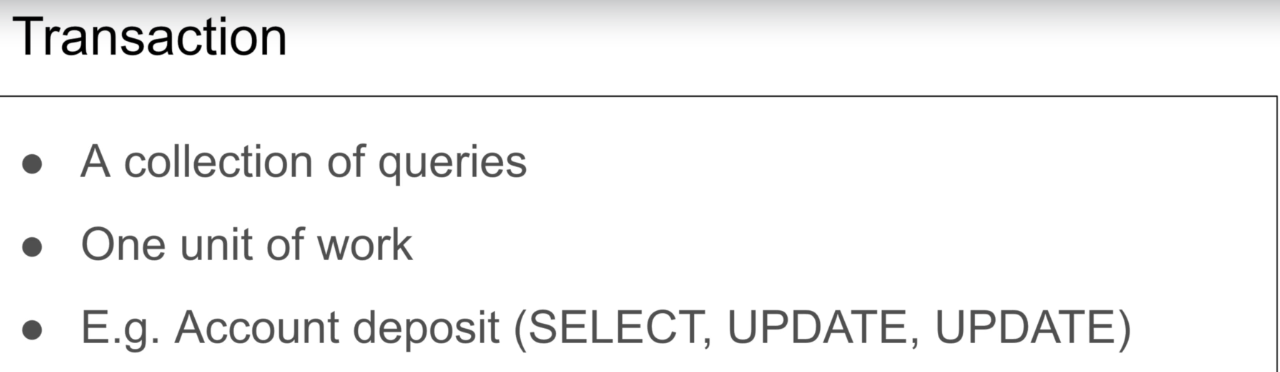 Transaction
● A collection of queries
● One unit of work
● E.g. Account deposit (SELECT, UPDATE, UPDATE)